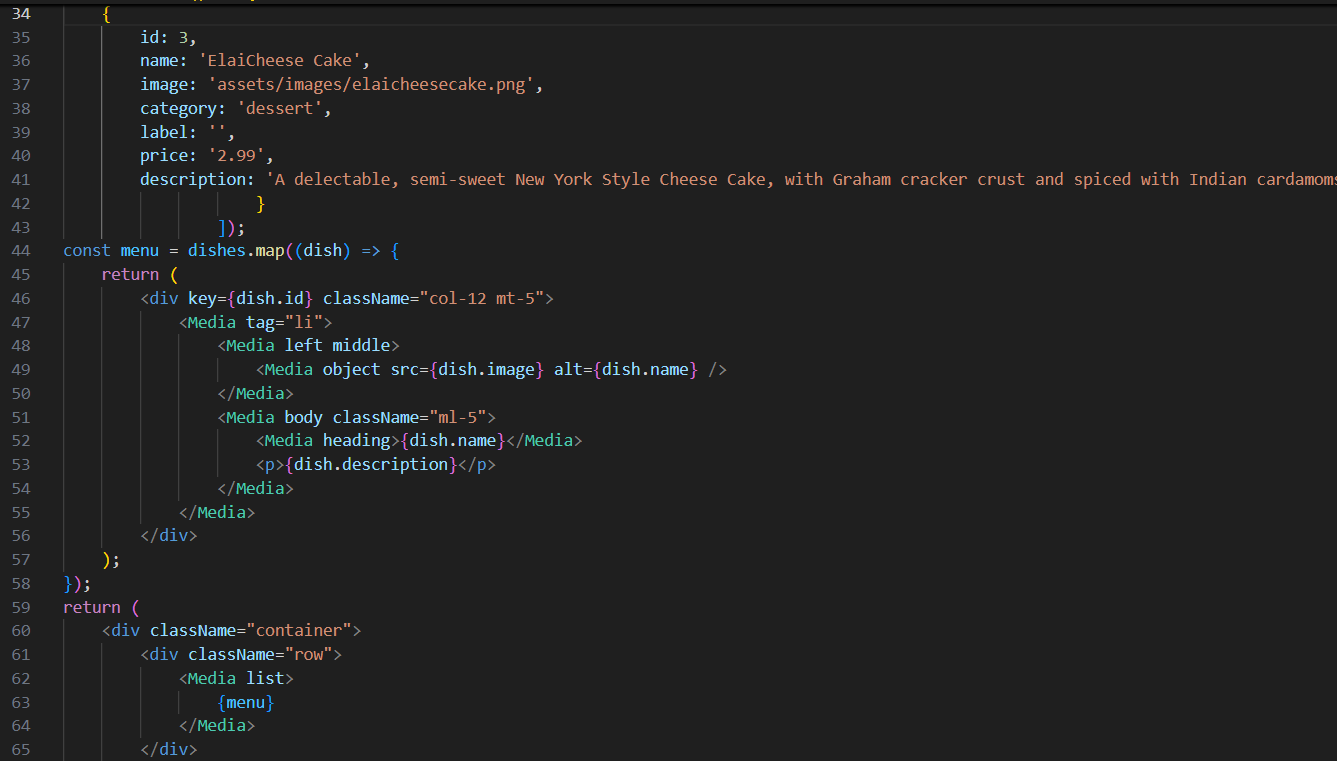 34 {
35 id: 3,
36 name: 'ElaiCheese Cake',
37 image: 'assets/images/elaicheesecake.png',
38 category: 'dessert',
39 label: '',
40 price: '2.99',
41 description: 'A delectable, semi-sweet New York Style Cheese Cake, with Graham cracker crust and spiced with Indian cardamoms
42 }
43 ]);
44 const menu = dishes.map((dish) => {
45 return (
46 <div key={dish.id} className="col-12 mt-5">
47 <Media tag="li">
48 <Media left middle>
49 <Media object src={dish.image} alt={dish.name} />
50 </Media>
51 <Media body className="ml-5">
52 <Media heading>{dish.name}</Media>
53 <p>{dish.description}</p>
54 </Media>
55 </Media>
56 </div>
57 );
58 });
59 return (
60 <div className="container">
61 <div className="row">
62 <Media list>
63 {menu}
64 </Media>
65 </div>